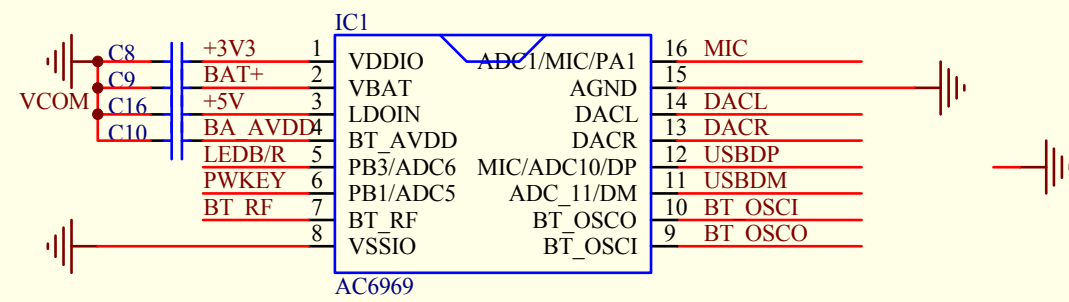 IC1
C8 +3V3 1 VDDIO ADC1/MIC/PA1 16 MIC
C9 BAT+ 2 VBAT AGND 15
VCOM C16 +5V 3 LDOIN DACL 14 DACL
C10 BA_AVDD 4 BT_AVDD DACR 13 DACR
LEDB/R 5 PB3/ADC6 MIC/ADC10/DP 12 USBDP
PWKEY 6 PB1/ADC5 ADC_11/DM 11 USBDM
BT_RF 7 BT_RF BT_OSCO 10 BT_OSCI
8 VSSIO BT_OSCI 9 BT_OSCO
AC6969